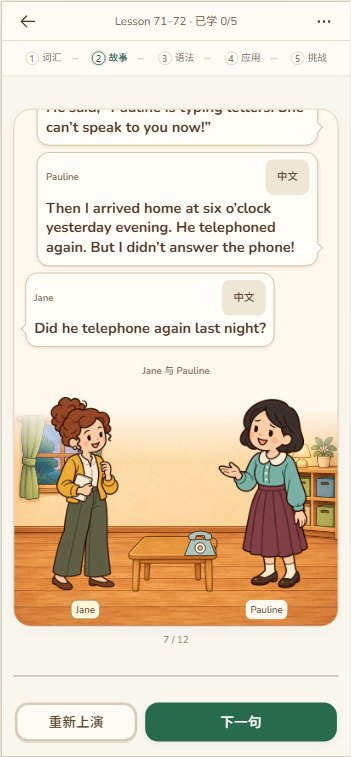 Lesson 71–72 · 已学 0/5
1 词汇 – 2 故事 – 3 语法 – 4 应用 – 5 挑战
He said, “Pauline is typing letters. She
can’t speak to you now!”
Pauline
中文
Then I arrived home at six o’clock
yesterday evening. He telephoned
again. But I didn’t answer the phone!
Jane
中文
Did he telephone again last night?
Jane 与 Pauline
Jane
Pauline
7 / 12
重新上演
下一句